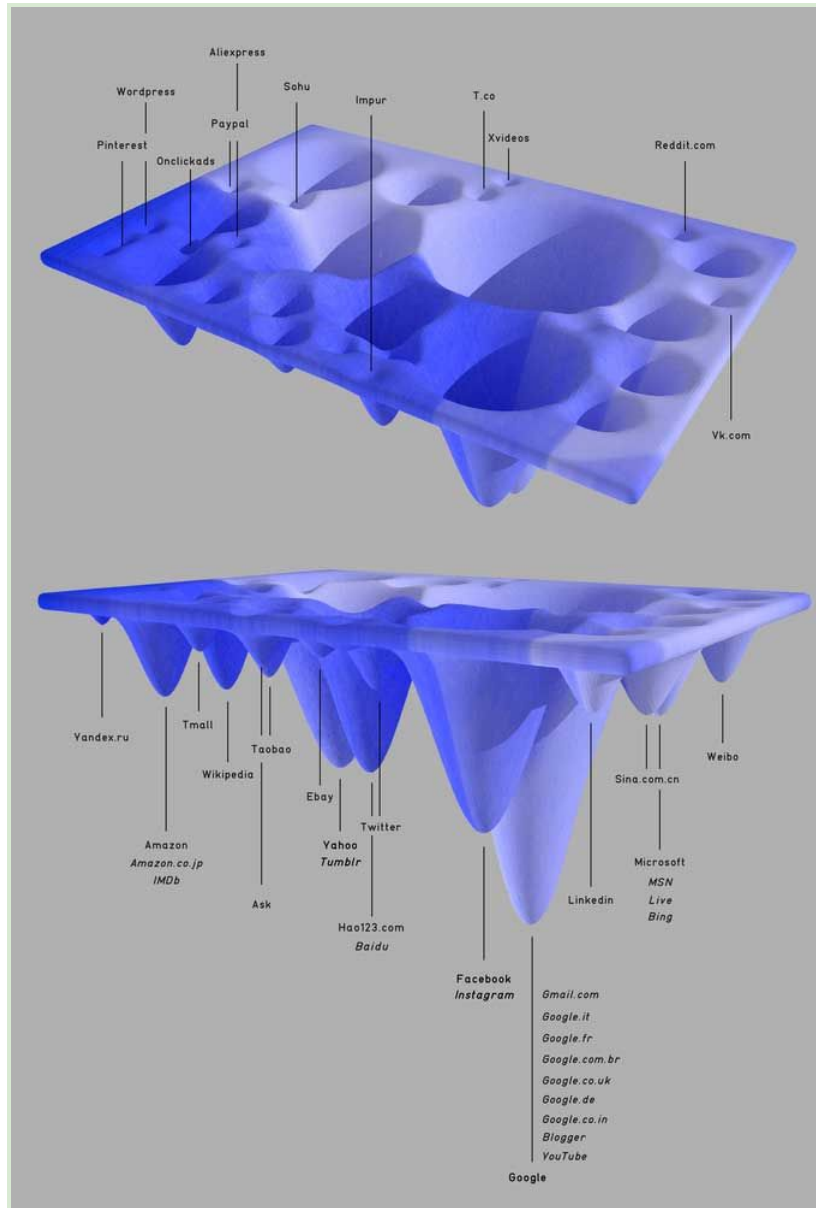 Aliexpress
Wordpress
Sohu
Impur
T.co
Paypal
Pinterest
Onclickads
Xvideos
Reddit.com
Vk.com
Yandex.ru
Tmall
Taobao
Wikipedia
Ebay
Twitter
Sina.com.cn
Weibo
Amazon
Amazon.co.jp
IMDb
Yahoo
Tumblr
Microsoft
MSN
Live
Bing
Ask
Linkedin
Hao123.com
Baidu
Facebook
Instagram
Gmail.com
Google.it
Google.fr
Google.com.br
Google.co.uk
Google.de
Google.co.in
Blogger
YouTube
Google